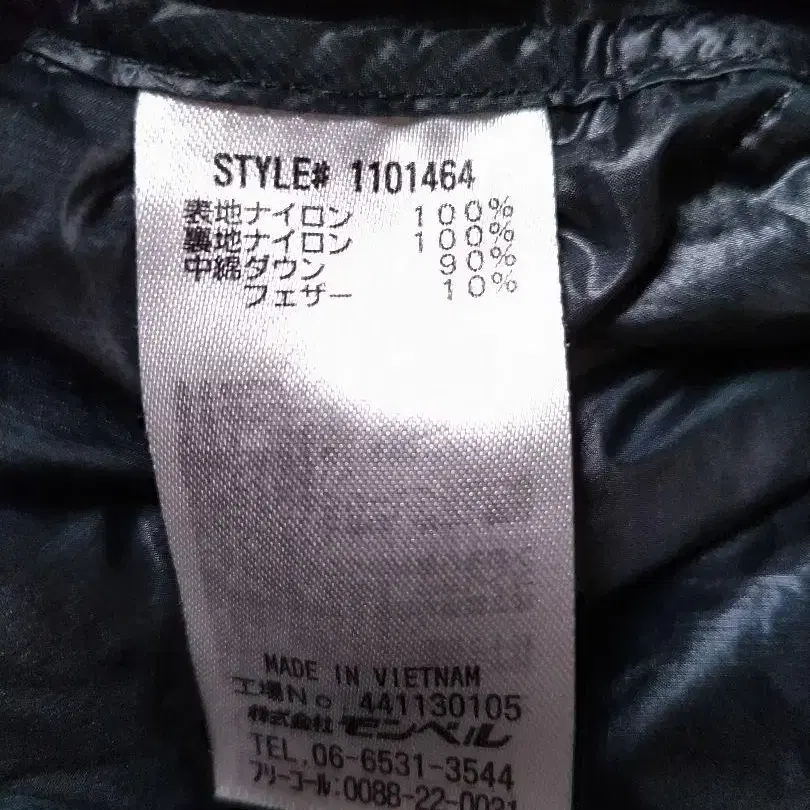 STYLE# 1101464
表地ナイロン 100%
裏地ナイロン 100%
中綿ダウン 90%
フェザー 10%
MADE IN VIETNAM
工場No 441130105
株式会社 モンベル
TEL.06-6531-3544
フリーコール:0088-22-0031